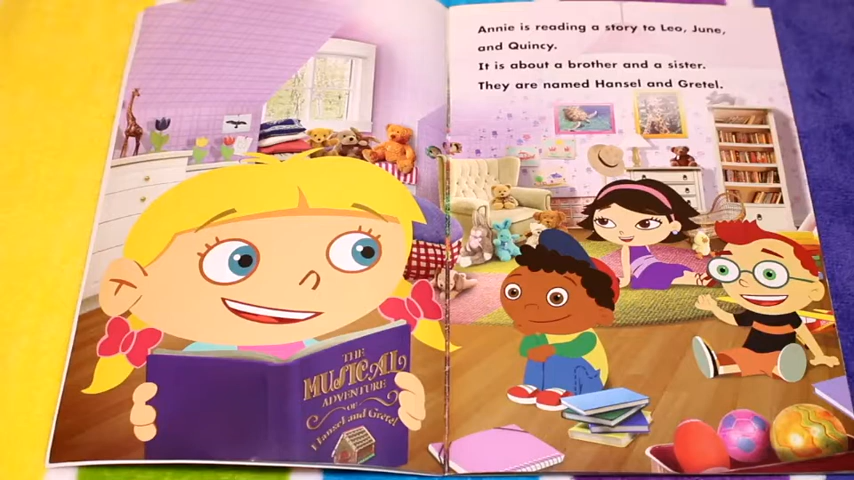 Annie is reading a story to Leo, June,
and Quincy.
It is about a brother and a sister.
They are named Hansel and Gretel.
THE
MUSICAL
ADVENTURE
OF
Hansel and Gretel